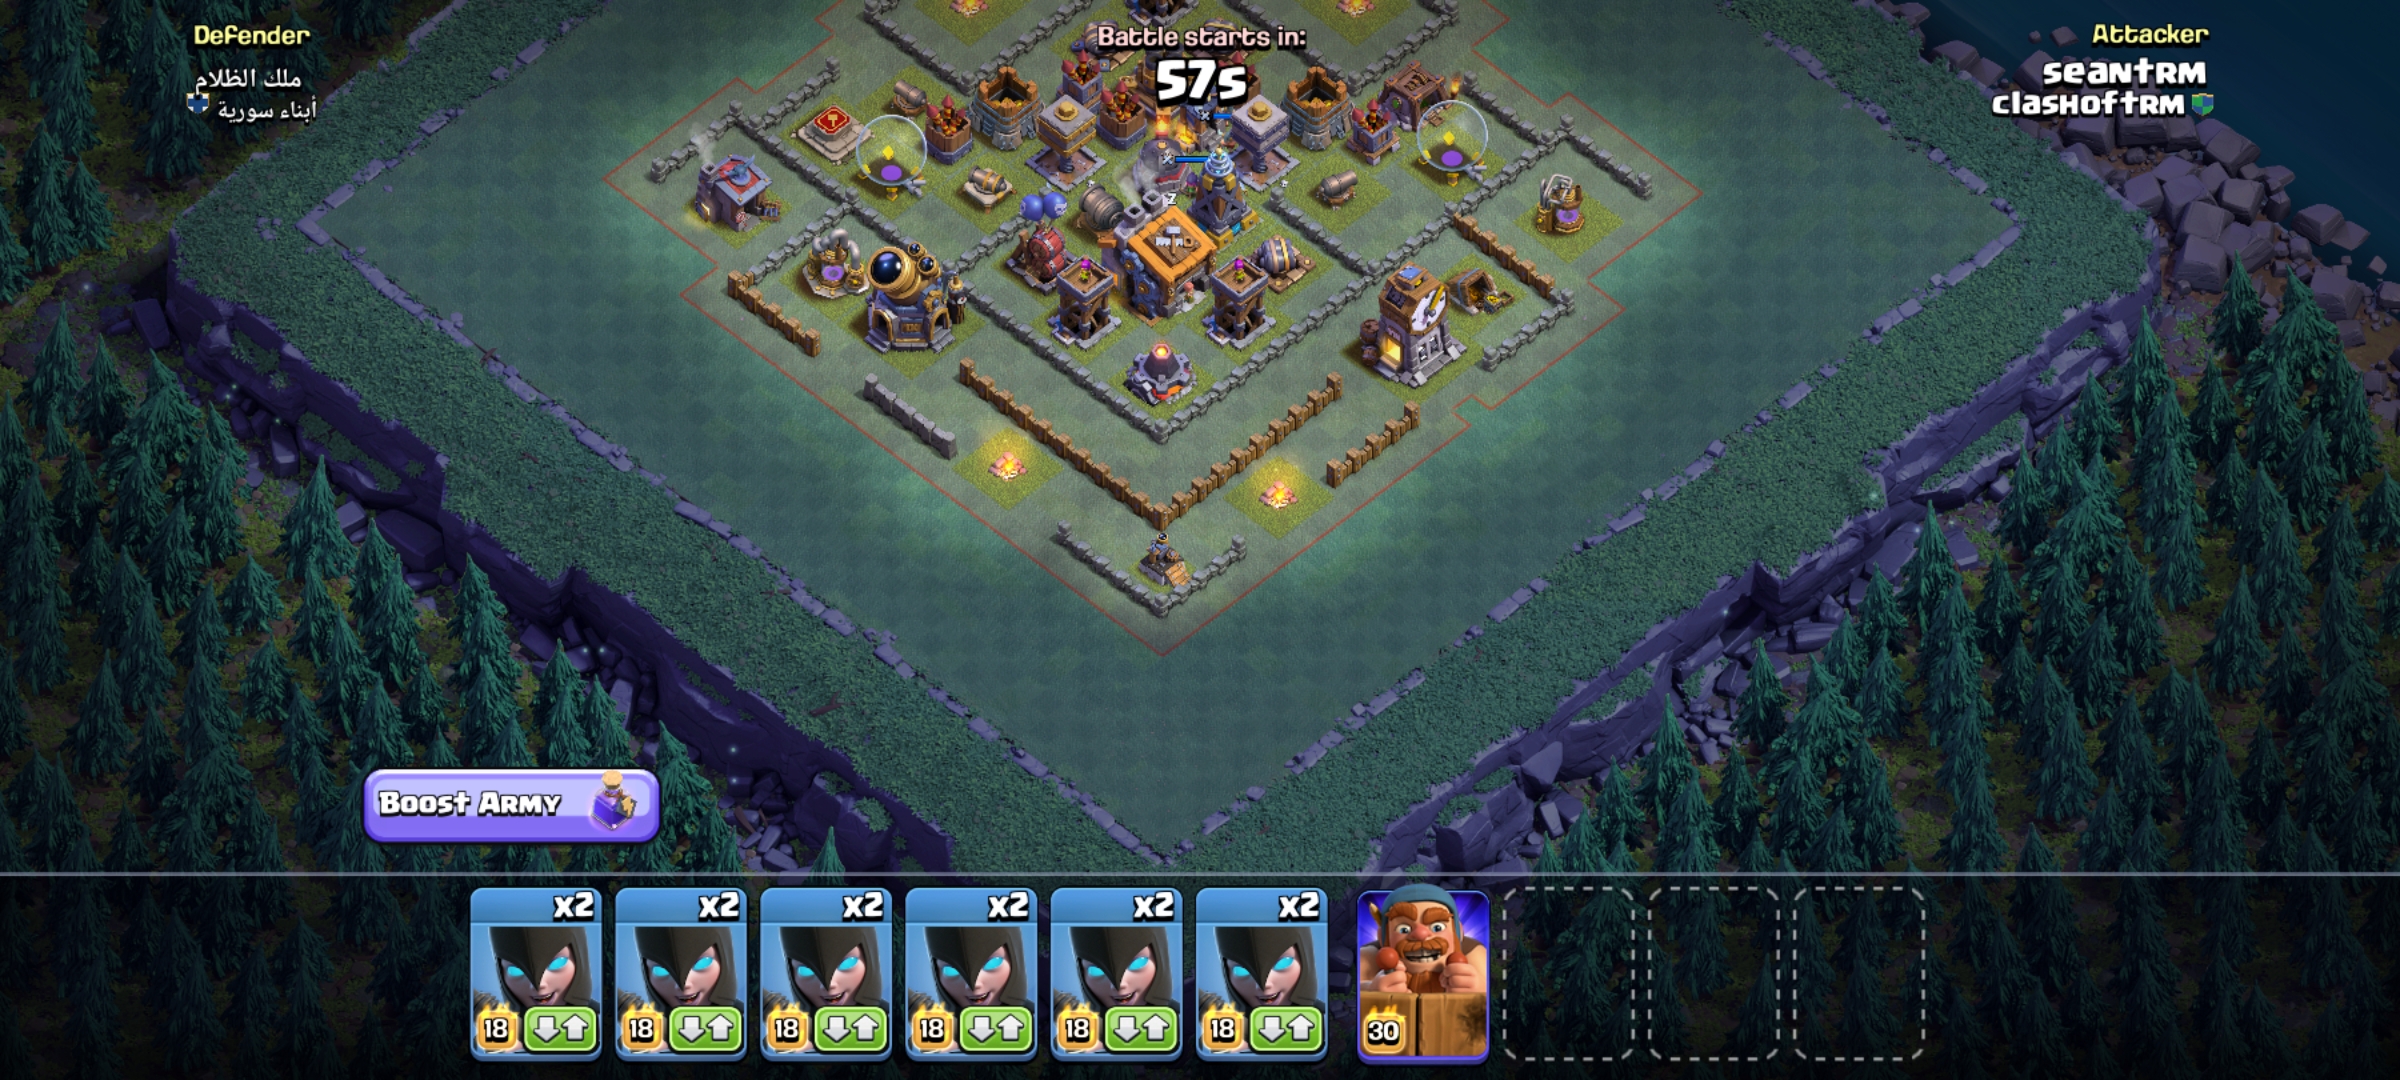 Defender
ملك الظلام
أبناء سورية
Battle starts in:
57s
Attacker
seantRM
clashoftRM
Boost Army
x2
x2
x2
x2
x2
x2
18
18
18
18
18
18
30